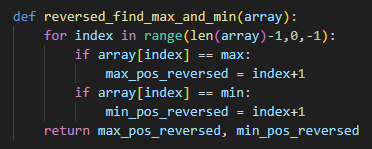 def reversed_find_max_and_min(array):
    for index in range(len(array)-1,0,-1):
        if array[index] == max:
            max_pos_reversed = index+1
        if array[index] == min:
            min_pos_reversed = index+1
    return max_pos_reversed, min_pos_reversed